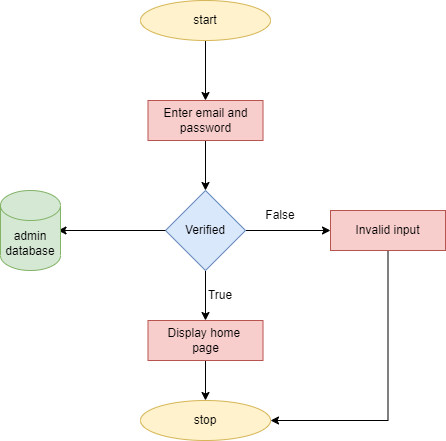 start
Enter email and
password
Verified
False
Invalid input
admin
database
True
Display home
page
stop